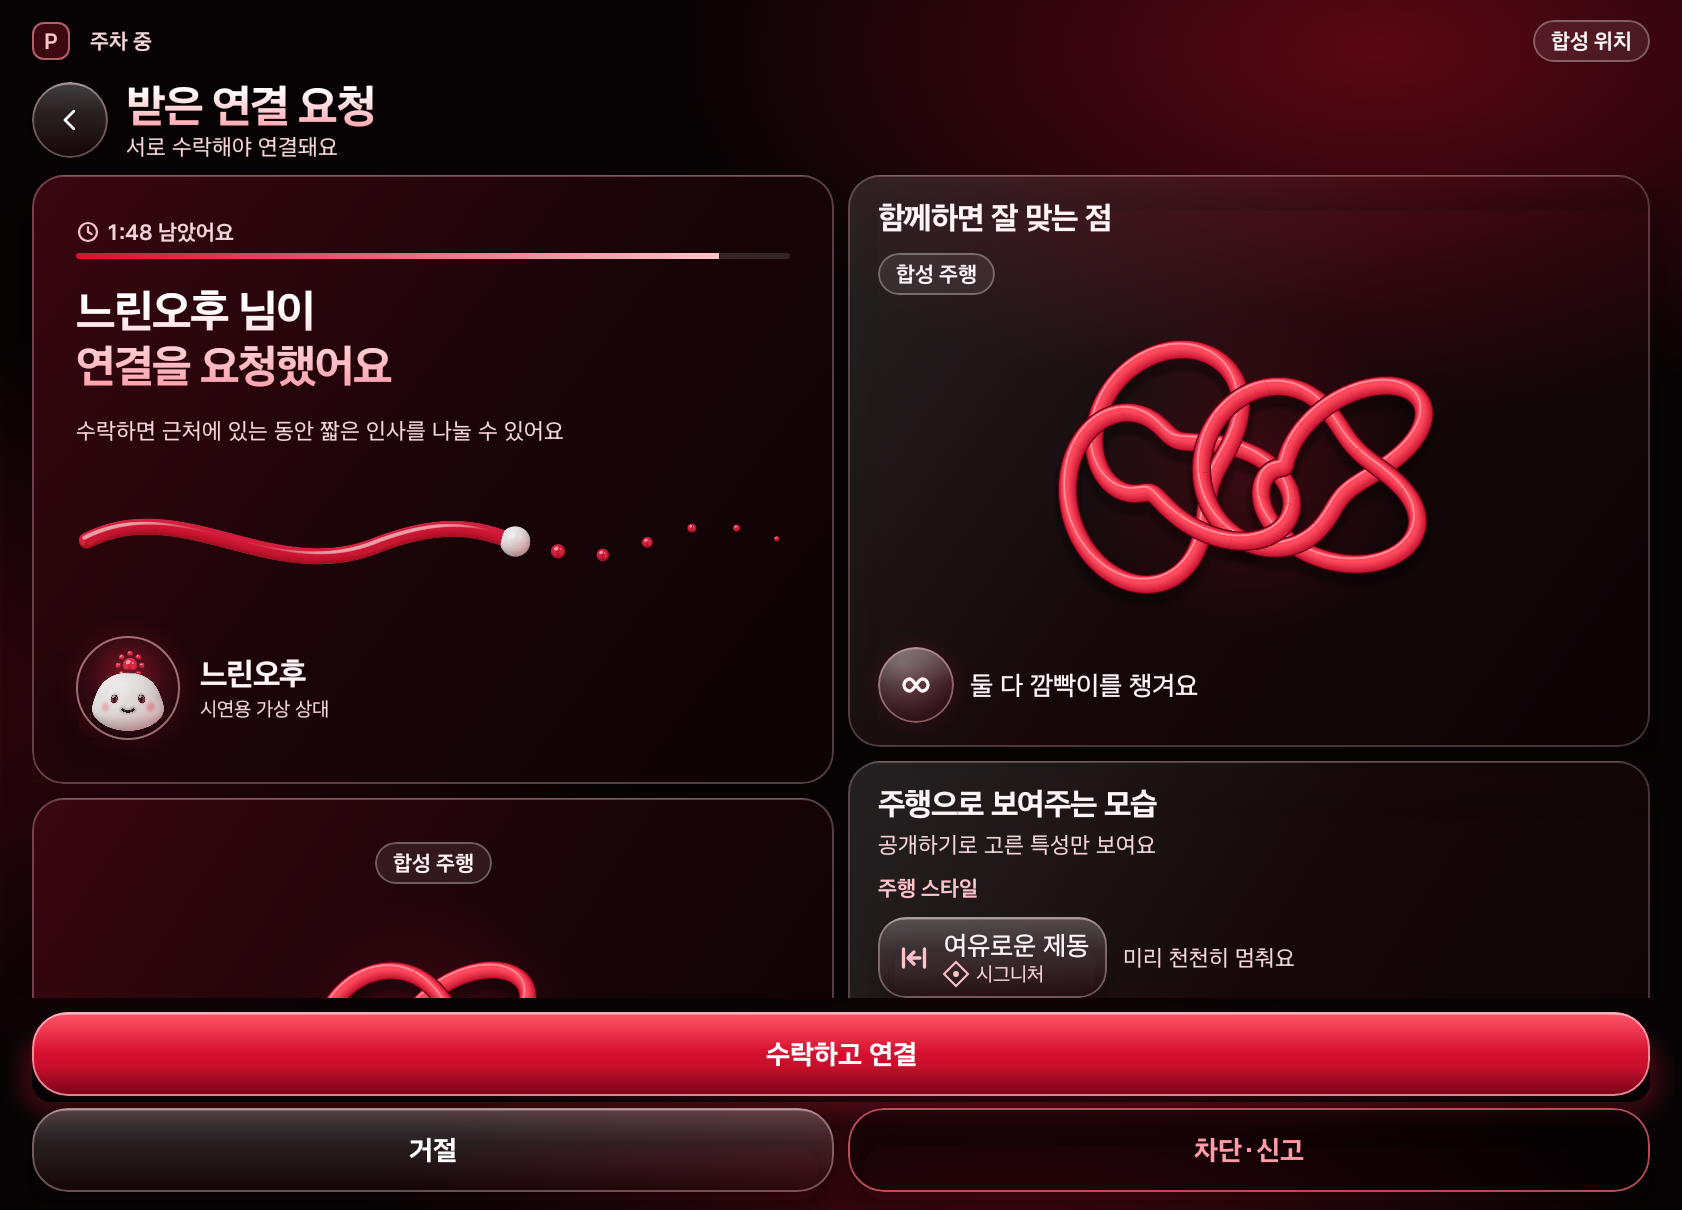 P 주차 중
합성 위치
받은 연결 요청
서로 수락해야 연결돼요
1:48 남았어요
느린오후 님이
연결을 요청했어요
수락하면 근처에 있는 동안 짧은 인사를 나눌 수 있어요
느린오후
시연용 가상 상대
합성 주행
함께하면 잘 맞는 점
합성 주행
둘 다 깜빡이를 챙겨요
주행으로 보여주는 모습
공개하기로 고른 특성만 보여요
주행 스타일
여유로운 제동
시그니처
미리 천천히 멈춰요
수락하고 연결
거절
차단·신고